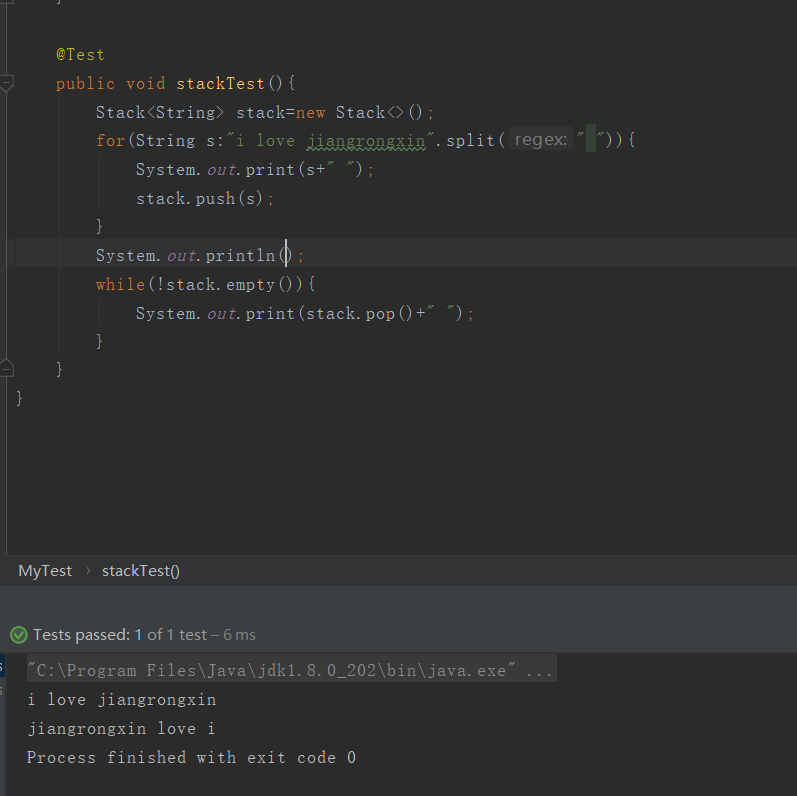 }
@Test
public void stackTest(){
Stack<String> stack=new Stack<>();
for(String s:"i love jiangrongxin".split( regex: " ")){
System.out.print(s+" ");
stack.push(s);
}
System.out.println();
while(!stack.empty()){
System.out.print(stack.pop()+" ");
}
}
}
MyTest › stackTest()
Tests passed: 1 of 1 test – 6 ms
"C:\Program Files\Java\jdk1.8.0_202\bin\java.exe" ...
i love jiangrongxin
jiangrongxin love i
Process finished with exit code 0